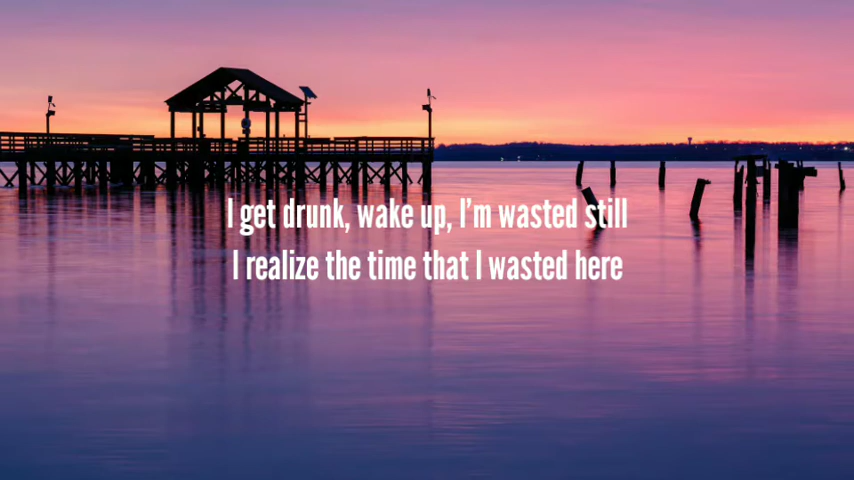 I get drunk, wake up, I’m wasted still
I realize the time that I wasted here